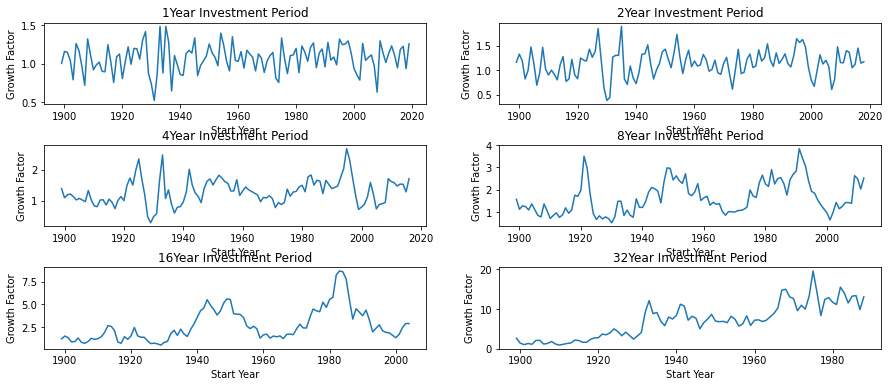 1Year Investment Period
Growth Factor
1.5
1.0
0.5
1900 1920 1940 1960 1980 2000 2020
Start Year
2Year Investment Period
Growth Factor
1.5
1.0
0.5
1900 1920 1940 1960 1980 2000 2020
Start Year
4Year Investment Period
Growth Factor
2
1
1900 1920 1940 1960 1980 2000 2020
Start Year
8Year Investment Period
Growth Factor
4
3
2
1
1900 1920 1940 1960 1980 2000
Start Year
16Year Investment Period
Growth Factor
7.5
5.0
2.5
1900 1920 1940 1960 1980 2000
Start Year
32Year Investment Period
Growth Factor
20
10
0
1900 1920 1940 1960 1980
Start Year